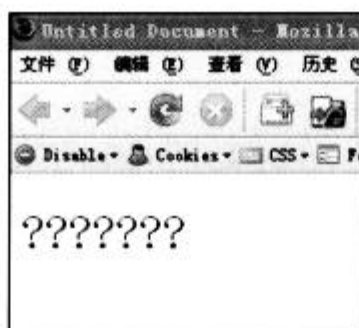 Untitled Document - Mozilla
文件 (F) 编辑 (E) 查看 (V) 历史
Disable Cookies CSS
???????